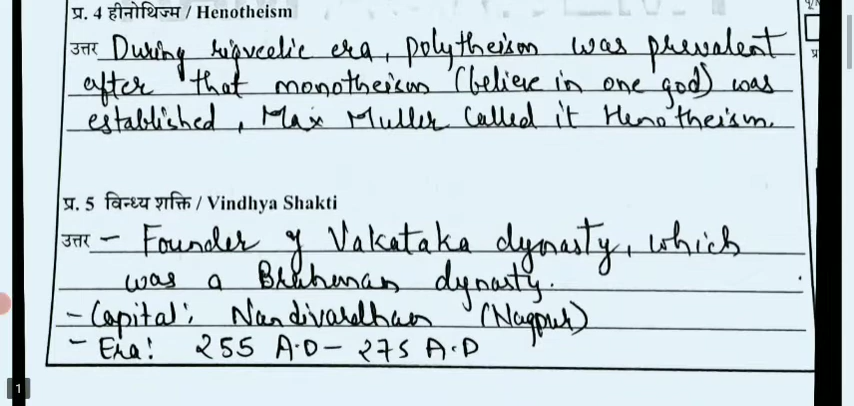 प्र. 4 हीनोथिज्म / Henotheism
उत्तर During rigvcelic era, polytheism was prevalent
after that monotheism (believe in one god) was
established, Max Muller Called it Henotheism.
प्र. 5 विन्ध्य शक्ति / Vindhya Shakti
उत्तर – Founder of Vakataka dynasty, which
was a Brahman dynasty.
– Capital: Nandivardhan (Nagpur)
– Era: 255 A.D – 275 A.D
1